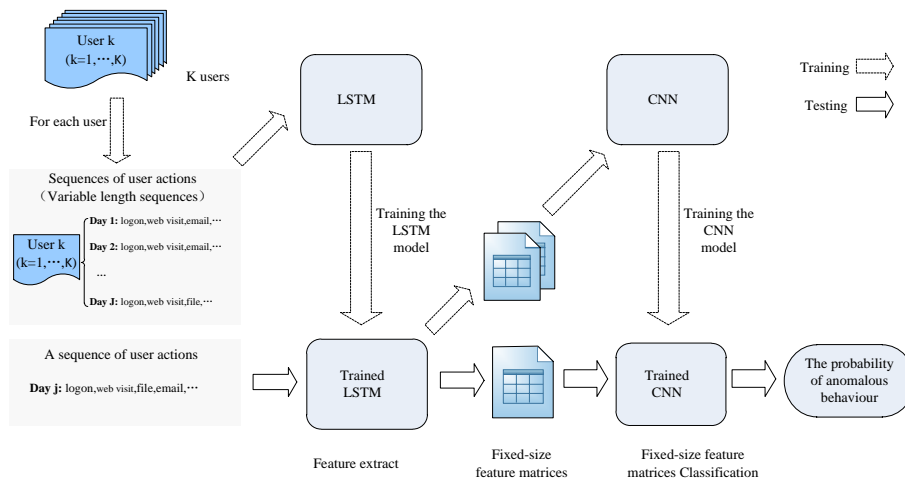 User k
(k=1,⋯,K)
K users
For each user
LSTM
CNN
Training
Testing
Sequences of user actions
（Variable length sequences）
User k
(k=1,⋯,K)
Day 1: logon,web visit,email,⋯
Day 2: logon,web visit,email,⋯
...
Day J: logon,web visit,file,⋯
Training the
LSTM
model
Training the
CNN
model
A sequence of user actions
Day j: logon,web visit,file,email,⋯
Trained
LSTM
Trained
CNN
The probability
of anomalous
behaviour
Feature extract
Fixed-size
feature matrices
Fixed-size feature
matrices Classification